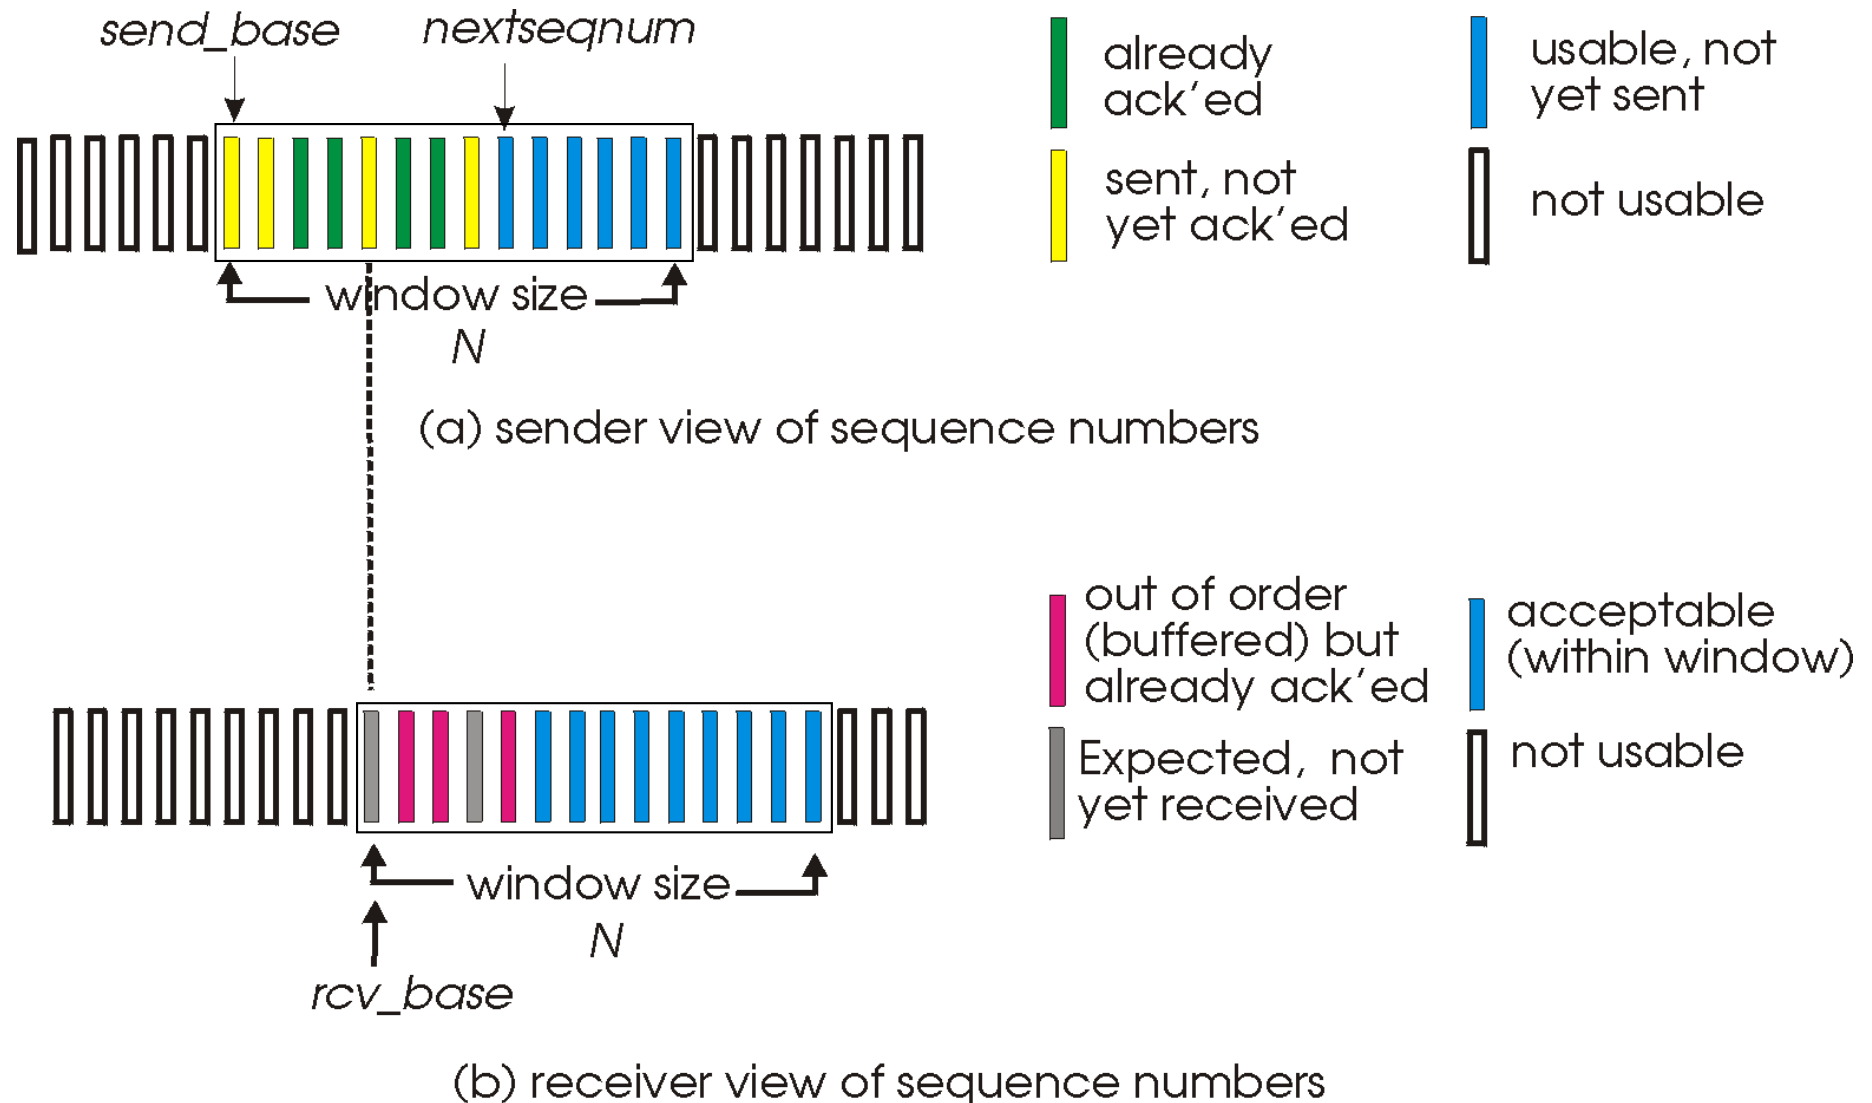 send_base
nextseqnum
already
ack'ed
usable, not
yet sent
sent, not
yet ack'ed
not usable
window size
N
(a) sender view of sequence numbers
out of order
(buffered) but
already ack'ed
acceptable
(within window)
Expected, not
yet received
not usable
window size
N
rcv_base
(b) receiver view of sequence numbers